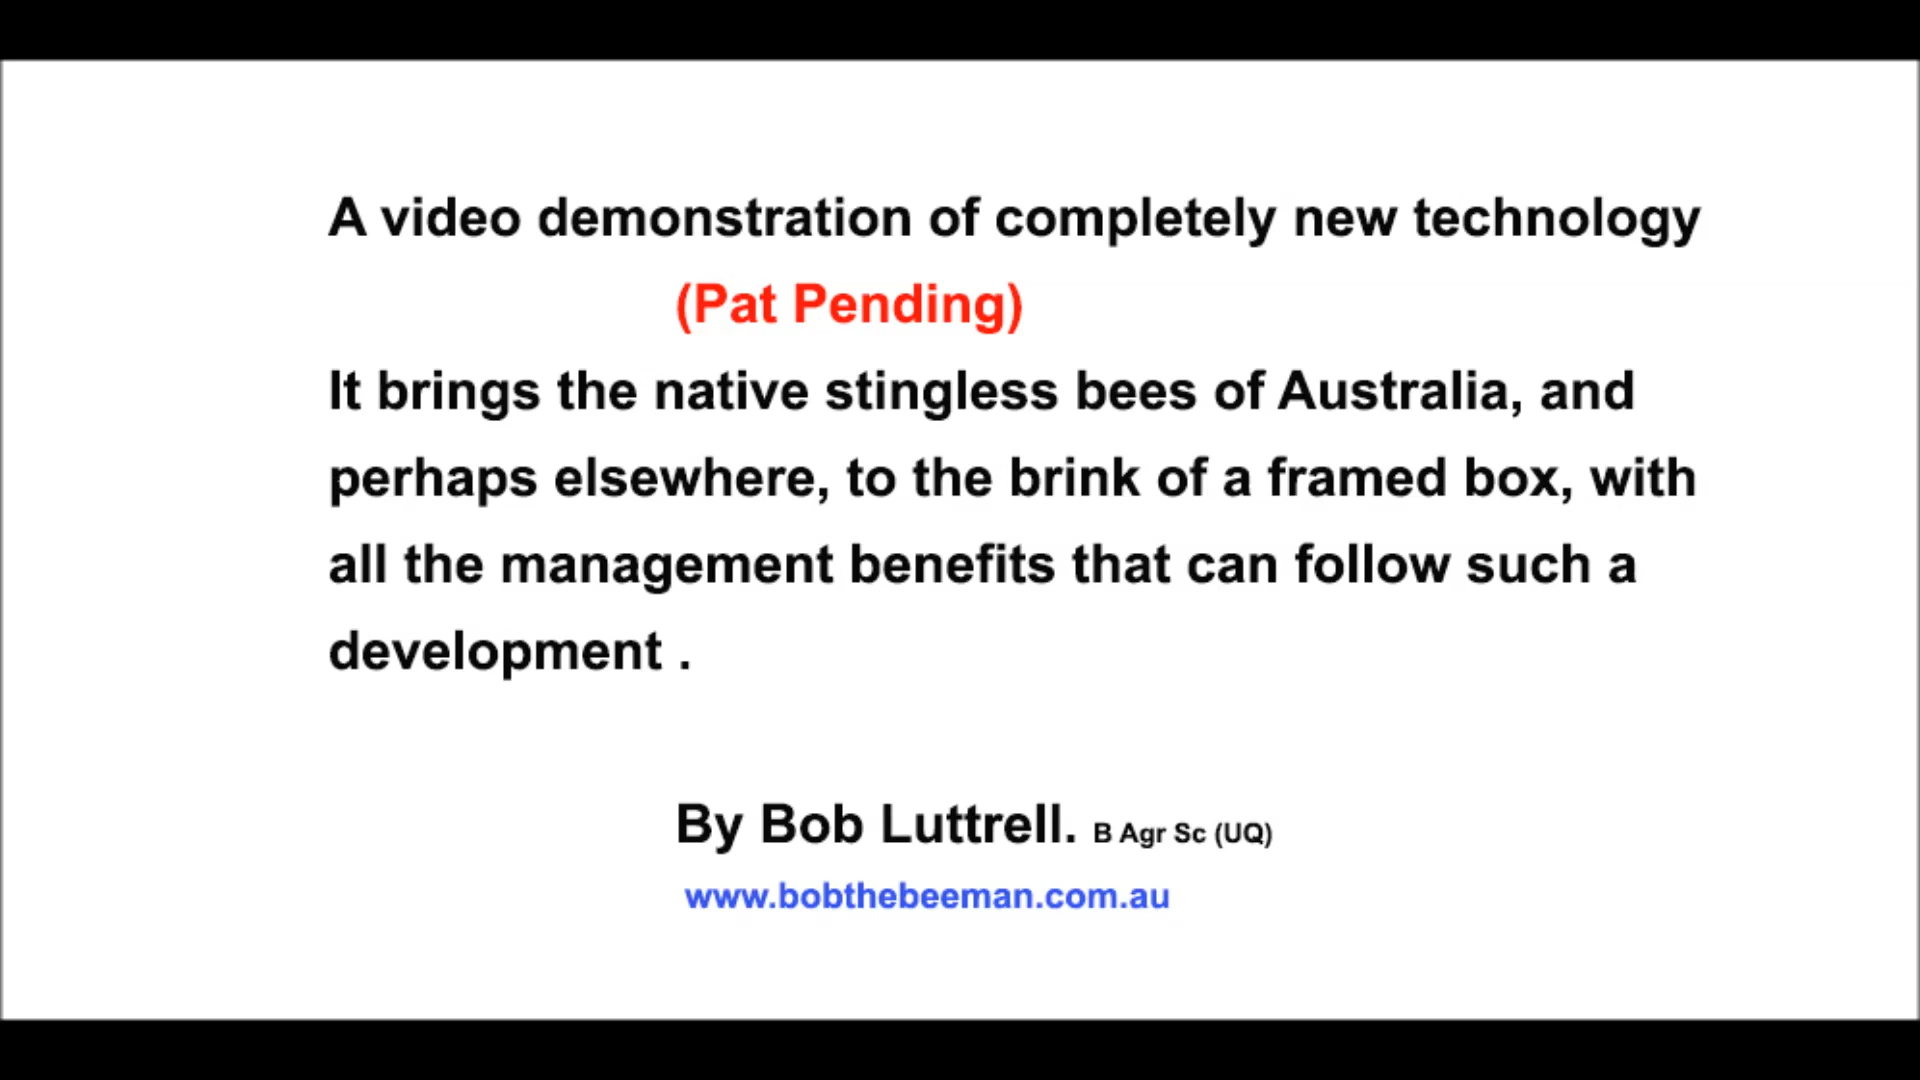 A video demonstration of completely new technology
(Pat Pending)
It brings the native stingless bees of Australia, and
perhaps elsewhere, to the brink of a framed box, with
all the management benefits that can follow such a
development .
By Bob Luttrell. B Agr Sc (UQ)
www.bobthebeeman.com.au